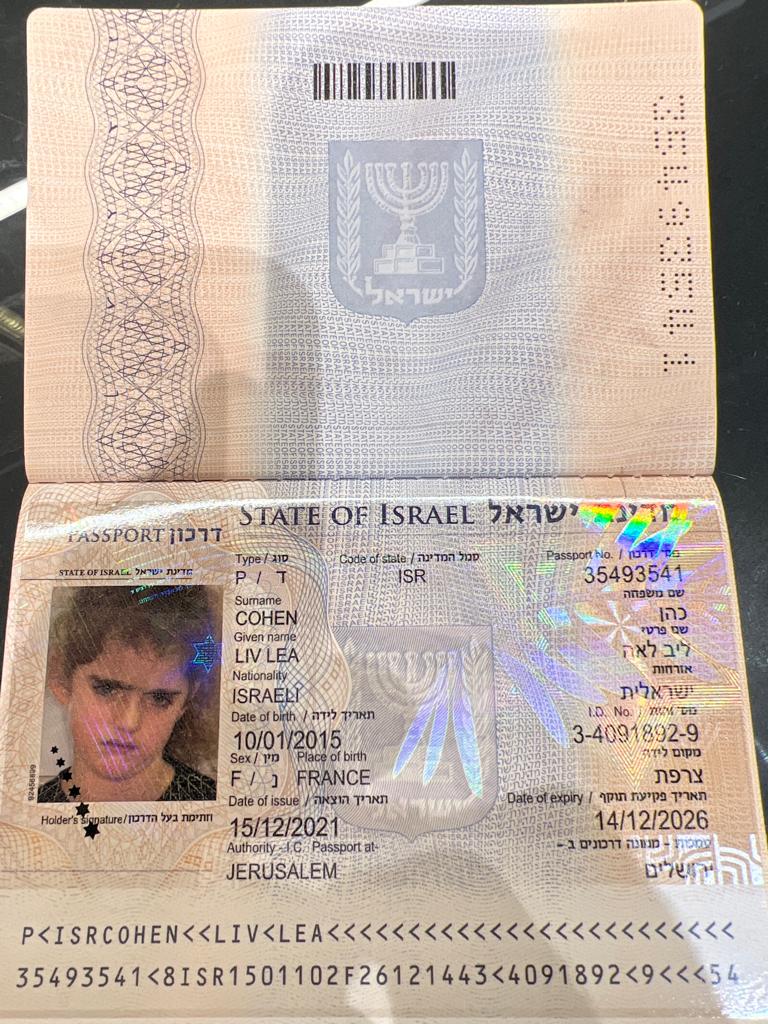 ישראל
35493541
PASSPORT דרכון STATE OF ISRAEL מדינת ישראל
STATE OF ISRAEL מדינת ישראל
Type / סוג Code of state / סמל המדינה Passport No. /
P / ד ISR 35493541
Surname שם משפחה
COHEN כהן
Given name שם פרטי
LIV LEA ליב לאה
Nationality אזרחות
ISRAELI ישראלית
Date of birth / תאריך לידה I.D. No. /
10/01/2015 3-4091892-9
Sex / מין Place of birth מקום לידה
F / נ FRANCE צרפת
Date of issue / תאריך הוצאה Date of expiry / תאריך פקיעת תוקף
15/12/2021 14/12/2026
Authority -I.C. Passport at- סמכות - ממונה דרכונים ב -
JERUSALEM ירושלים
92456899
Holder's signature/וחתימת בעל הדרכון
P<ISRCOHEN<<LIV<LEA<<<<<<<<<<<<<<<<<<<<<<<<<
35493541<8ISR1501102F26121443<4091892<9<<<54